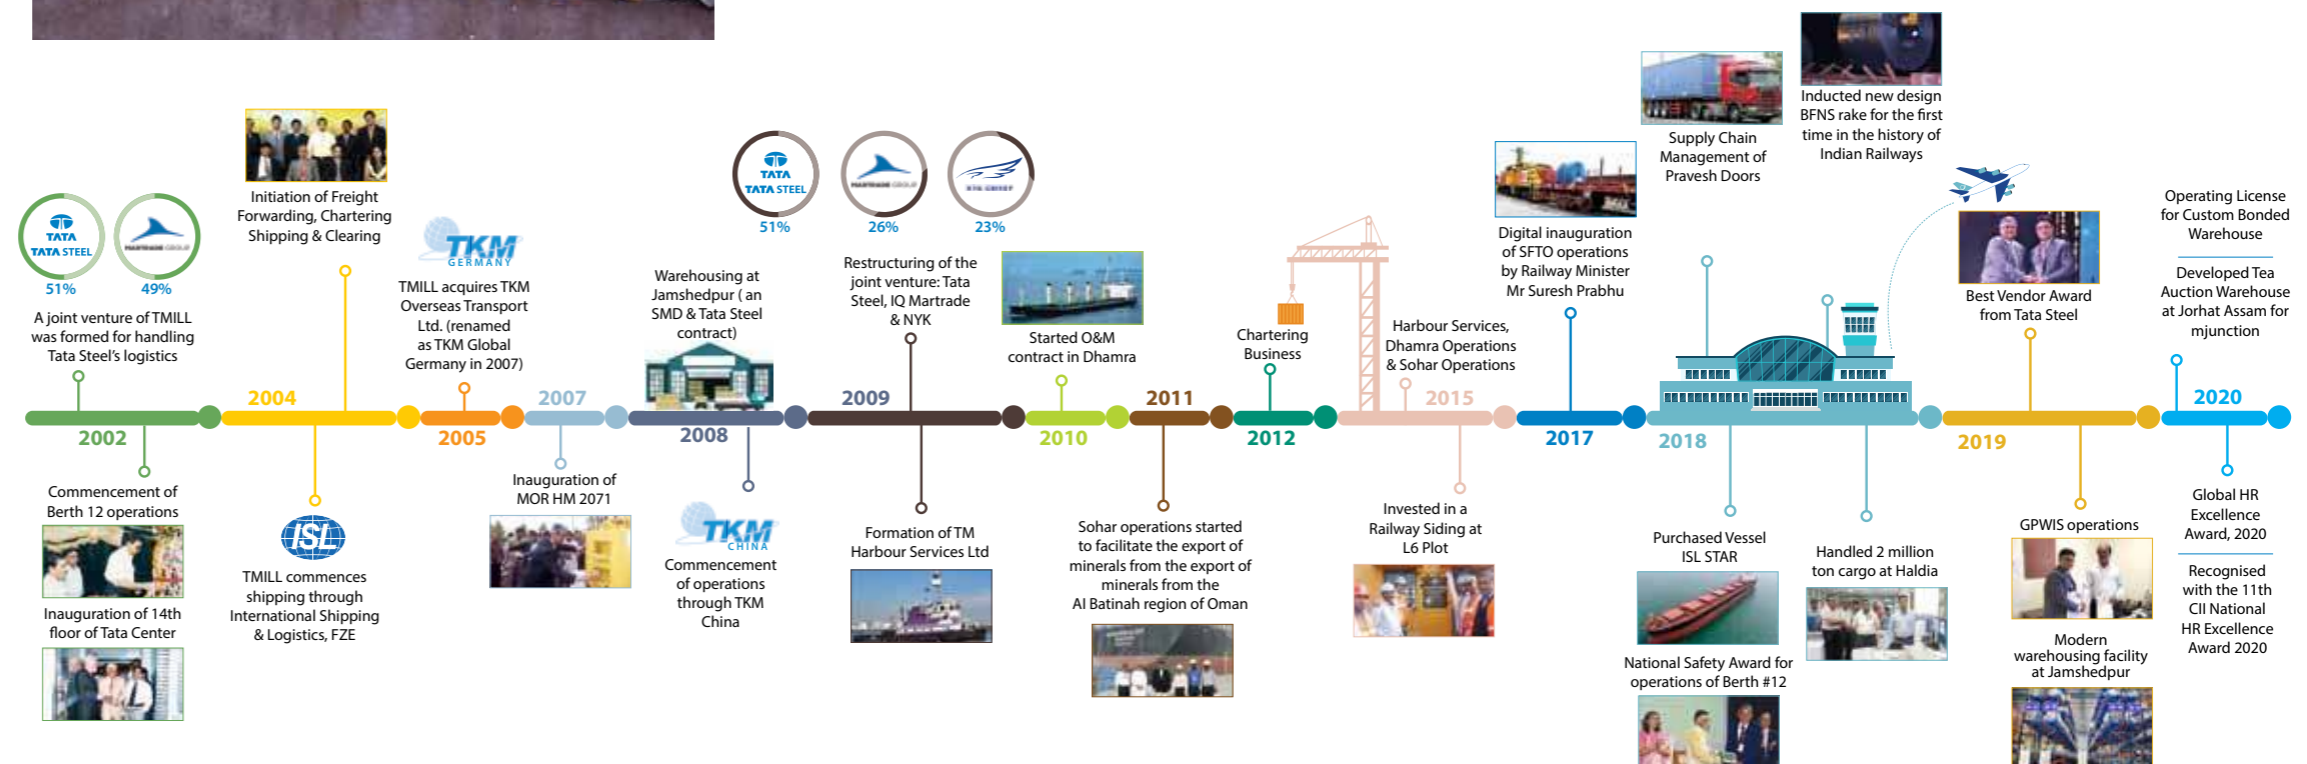 TATA
TATA STEEL
51%
MARTRADE GROUP
49%
A joint venture of TMILL
was formed for handling
Tata Steel's logistics
2002
Commencement of
Berth 12 operations
Inauguration of 14th
floor of Tata Center
Initiation of Freight
Forwarding, Chartering
Shipping & Clearing
2004
ISL
TMILL commences
shipping through
International Shipping
& Logistics, FZE
TKM
GERMANY
TMILL acquires TKM
Overseas Transport
Ltd. (renamed
as TKM Global
Germany in 2007)
2005
2007
Inauguration of
MOR HM 2071
Warehousing at
Jamshedpur ( an
SMD & Tata Steel
contract)
2008
TKM
CHINA
Commencement
of operations
through TKM
China
TATA
TATA STEEL
51%
MARTRADE GROUP
26%
23%
Restructuring of the
joint venture: Tata
Steel, IQ Martrade
& NYK
2009
Formation of TM
Harbour Services Ltd
Started O&M
contract in Dhamra
2010
2011
Sohar operations started
to facilitate the export of
minerals from the export of
minerals from the
Al Batinah region of Oman
Chartering
Business
2012
Harbour Services,
Dhamra Operations
& Sohar Operations
2015
Invested in a
Railway Siding at
L6 Plot
Digital inauguration
of SFTO operations
by Railway Minister
Mr Suresh Prabhu
2017
Supply Chain
Management of
Pravesh Doors
Inducted new design
BFNS rake for the first
time in the history of
Indian Railways
2018
Purchased Vessel
ISL STAR
National Safety Award for
operations of Berth #12
Handled 2 million
ton cargo at Haldia
Best Vendor Award
from Tata Steel
2019
GPWIS operations
Modern
warehousing facility
at Jamshedpur
Operating License
for Custom Bonded
Warehouse
Developed Tea
Auction Warehouse
at Jorhat Assam for
mjunction
2020
Global HR
Excellence
Award, 2020
Recognised
with the 11th
CII National
HR Excellence
Award 2020